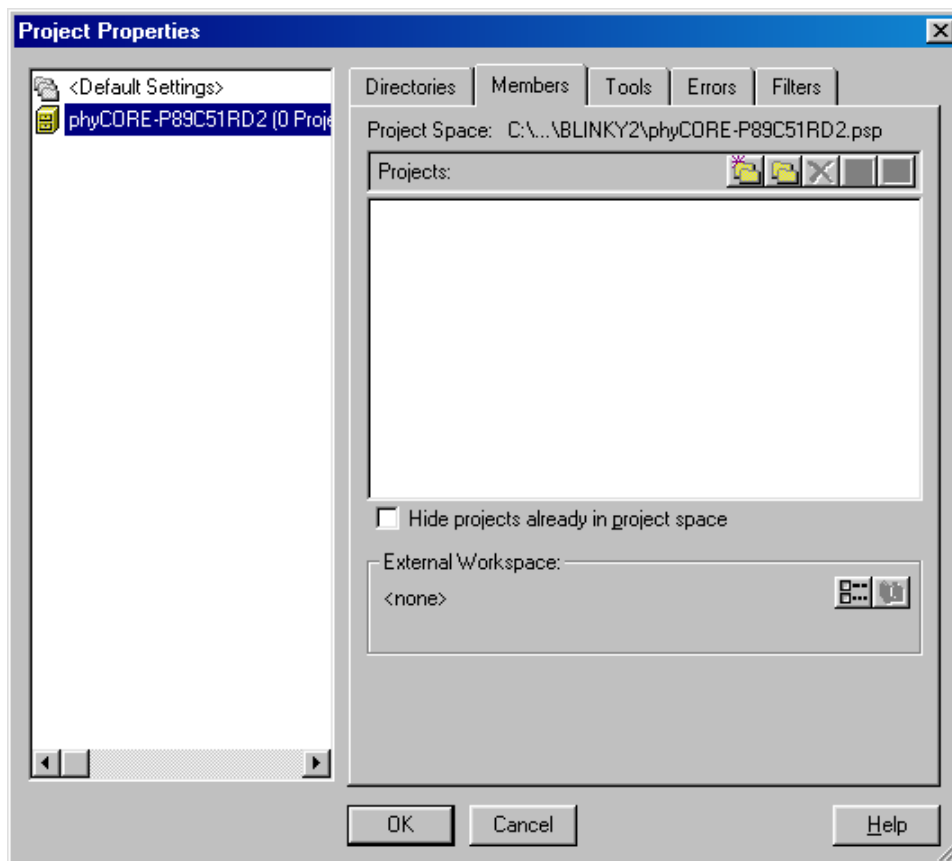 Project Properties
<Default Settings>
phyCORE-P89C51RD2 (0 Proje
Directories
Members
Tools
Errors
Filters
Project Space: C:\...\BLINKY2\phyCORE-P89C51RD2.psp
Projects:
Hide projects already in project space
External Workspace:
<none>
OK
Cancel
Help